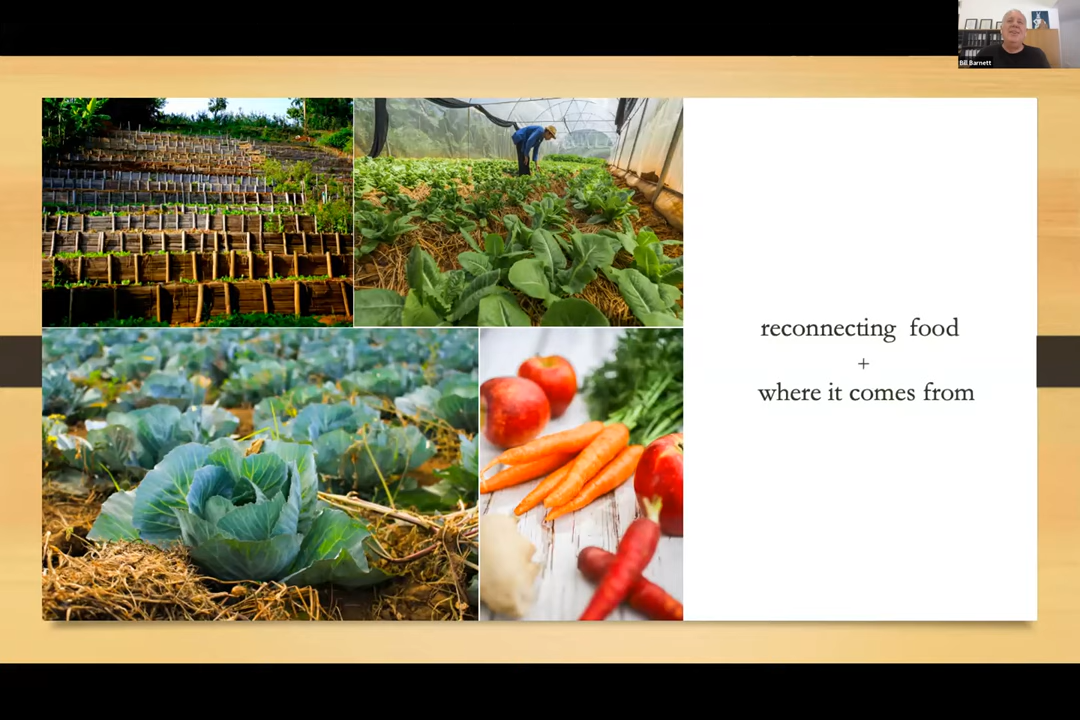 Bill Barnett
reconnecting food
+
where it comes from